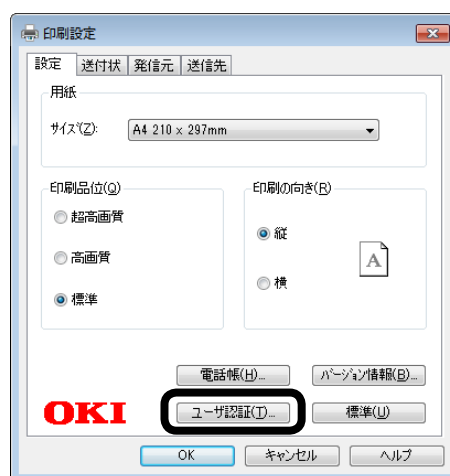 印刷設定
設定 送付状 発信元 送信先
用紙
サイズ(Z): A4 210 x 297mm
印刷品位(Q)
超高画質
高画質
標準
印刷の向き(R)
縦
横
A
電話帳(H)... バージョン情報(B)...
OKI ユーザ認証(T)... 標準(U)
OK キャンセル ヘルプ